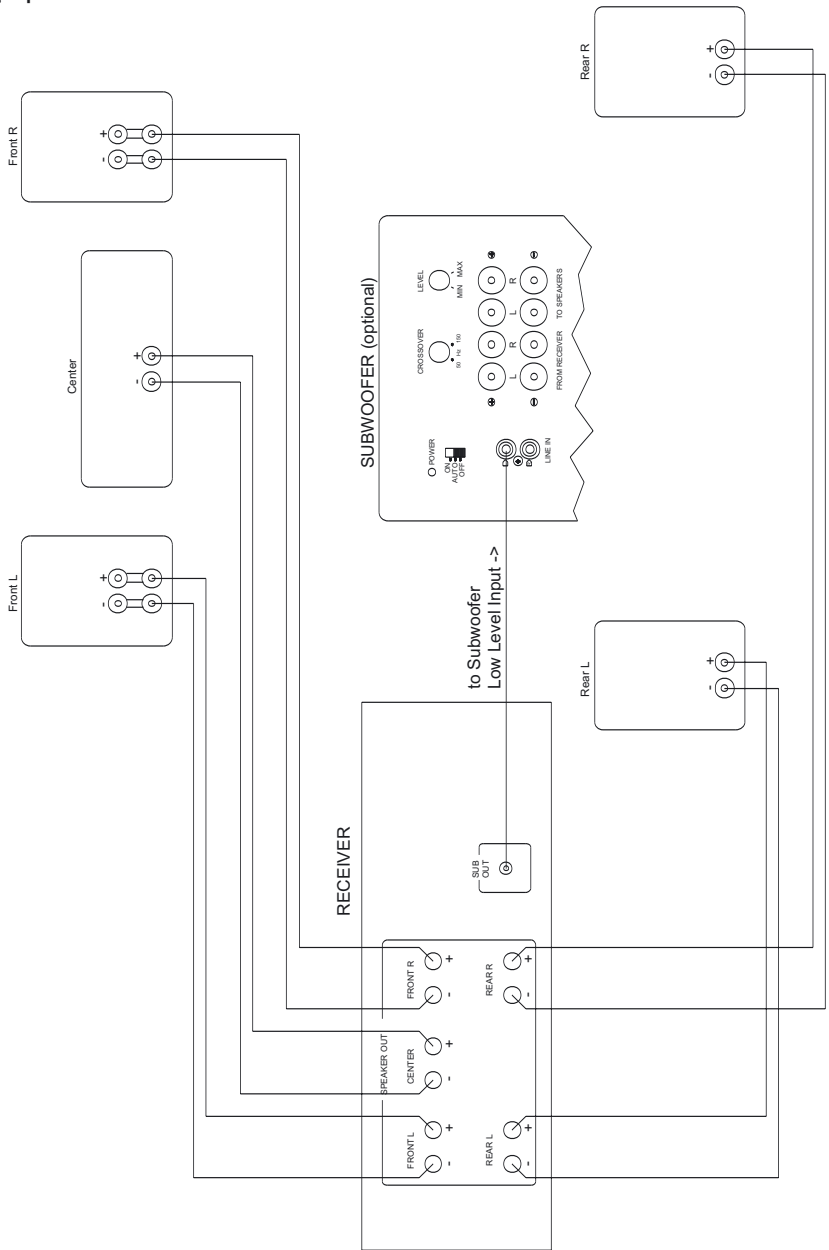 Front L
-
+
Center
-
+
Front R
-
+
RECEIVER
SPEAKER OUT
FRONT L
-
+
CENTER
-
+
FRONT R
-
+
REAR L
-
+
REAR R
-
+
SUB
OUT
to Subwoofer
Low Level Input ->
SUBWOOFER (optional)
POWER
ON
AUTO
OFF
LINE IN
CROSSOVER
50 Hz 150
LEVEL
MIN MAX
+
+
L R L R
-
-
FROM RECEIVER
TO SPEAKERS
Rear L
-
+
Rear R
-
+